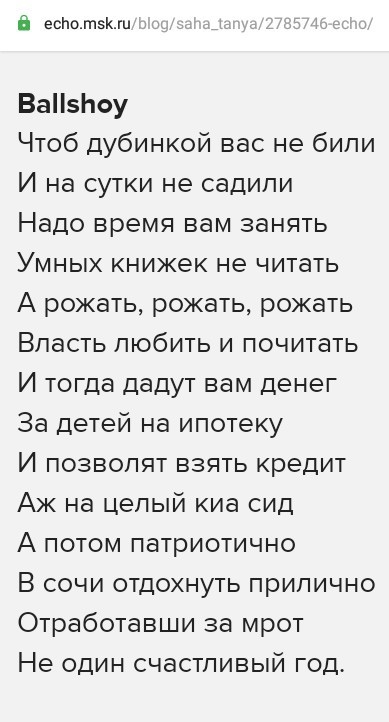 echo.msk.ru/blog/saha_tanya/2785746-echo/
Ballshoy
Чтоб дубинкой вас не били
И на сутки не садили
Надо время вам занять
Умных книжек не читать
А рожать, рожать, рожать
Власть любить и почитать
И тогда дадут вам денег
За детей на ипотеку
И позволят взять кредит
Аж на целый киа сид
А потом патриотично
В сочи отдохнуть прилично
Отработавши за мрот
Не один счастливый год.